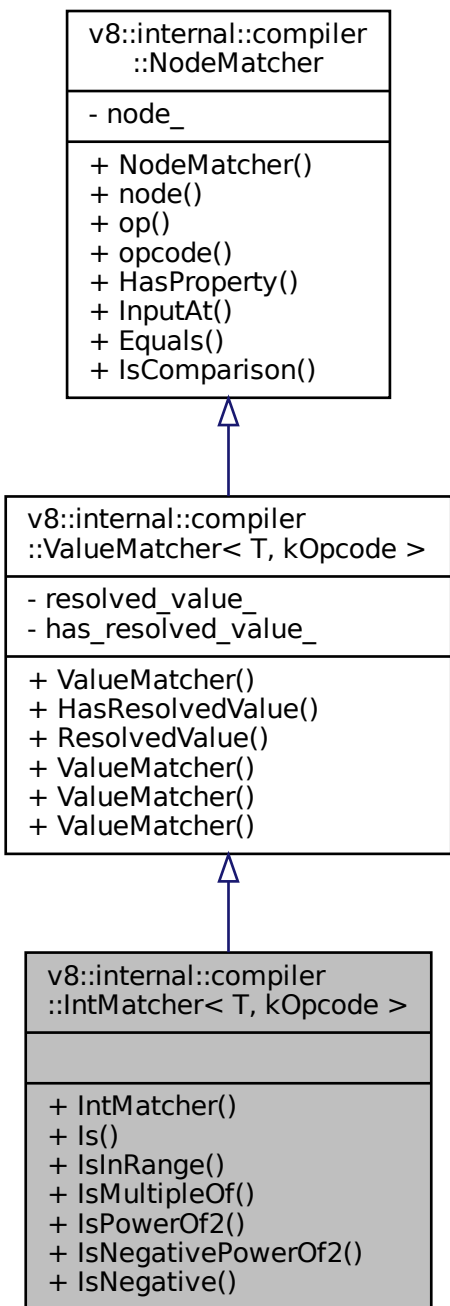 v8::internal::compiler
::NodeMatcher
- node_
+ NodeMatcher()
+ node()
+ op()
+ opcode()
+ HasProperty()
+ InputAt()
+ Equals()
+ IsComparison()
v8::internal::compiler
::ValueMatcher< T, kOpcode >
- resolved_value_
- has_resolved_value_
+ ValueMatcher()
+ HasResolvedValue()
+ ResolvedValue()
+ ValueMatcher()
+ ValueMatcher()
+ ValueMatcher()
v8::internal::compiler
::IntMatcher< T, kOpcode >
+ IntMatcher()
+ Is()
+ IsInRange()
+ IsMultipleOf()
+ IsPowerOf2()
+ IsNegativePowerOf2()
+ IsNegative()